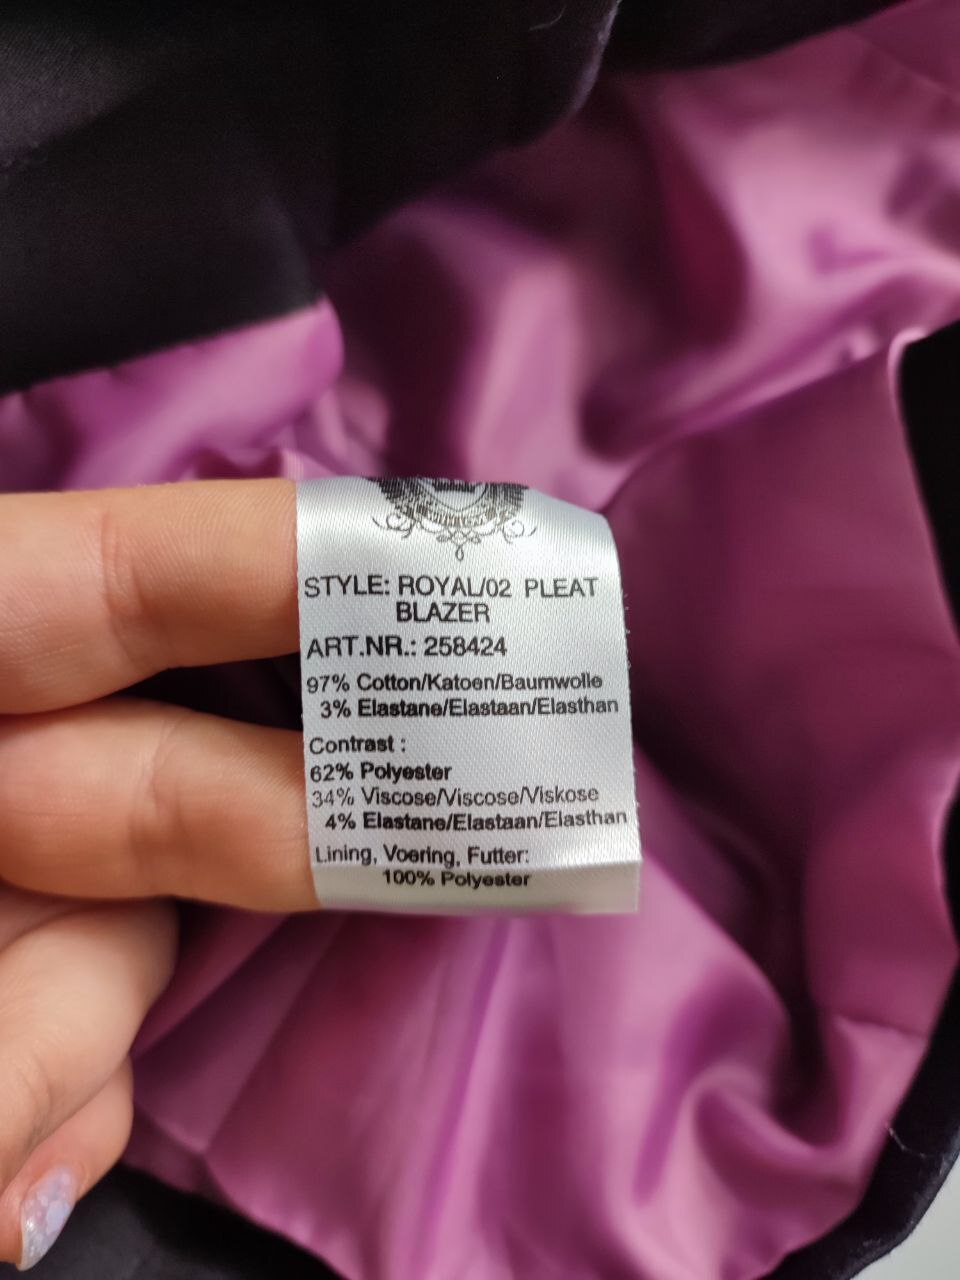 STYLE: ROYAL/02 PLEAT
BLAZER
ART.NR.: 258424
97% Cotton/Katoen/Baumwolle
3% Elastane/Elastaan/Elasthan
Contrast :
62% Polyester
34% Viscose/Viscose/Viskose
4% Elastane/Elastaan/Elasthan
Lining, Voering, Futter:
100% Polyester